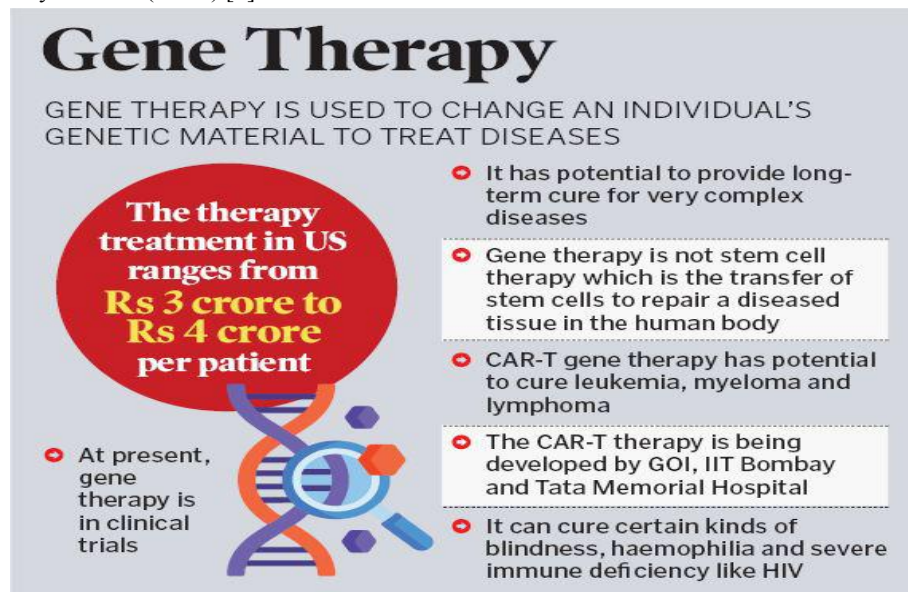 Gene Therapy
GENE THERAPY IS USED TO CHANGE AN INDIVIDUAL'S
GENETIC MATERIAL TO TREAT DISEASES
The therapy
treatment in US
ranges from
Rs 3 crore to
Rs 4 crore
per patient
At present,
gene
therapy is
in clinical
trials
It has potential to provide long-
term cure for very complex
diseases
Gene therapy is not stem cell
therapy which is the transfer of
stem cells to repair a diseased
tissue in the human body
CAR-T gene therapy has potential
to cure leukemia, myeloma and
lymphoma
The CAR-T therapy is being
developed by GOI, IIT Bombay
and Tata Memorial Hospital
It can cure certain kinds of
blindness, haemophilia and severe
immune deficiency like HIV